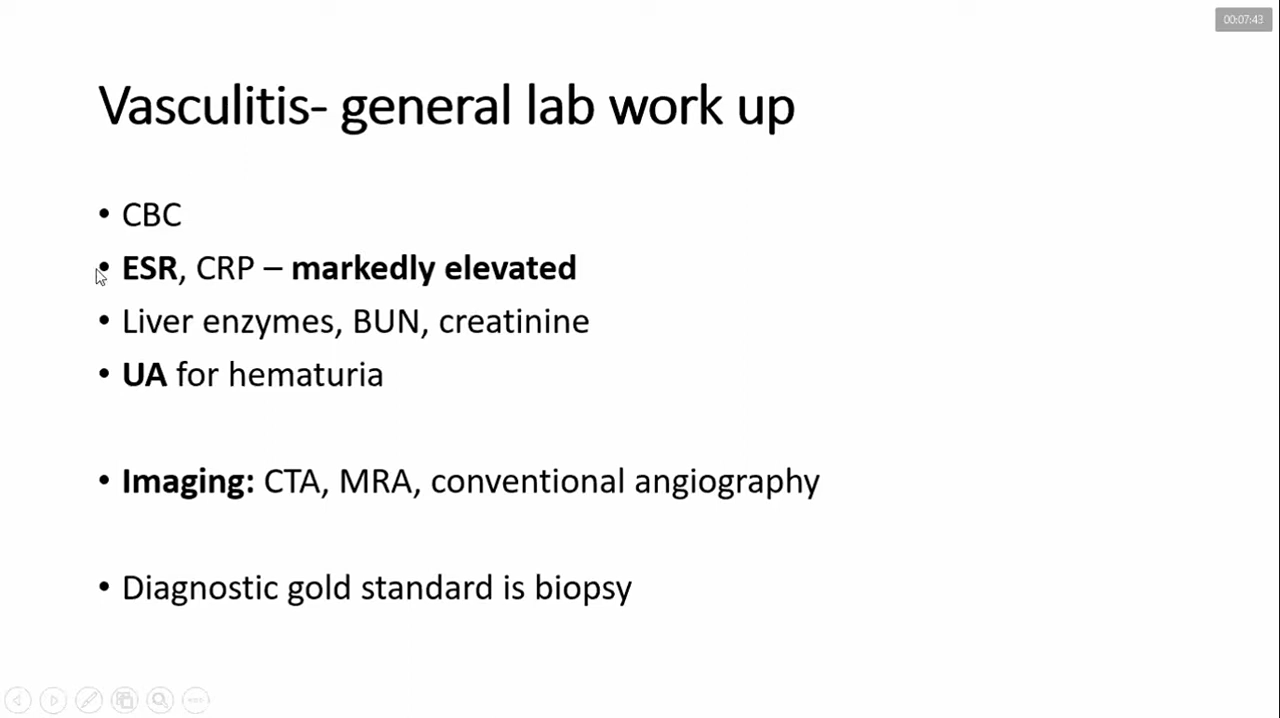 00:07:43
Vasculitis- general lab work up
• CBC
• ESR, CRP – markedly elevated
• Liver enzymes, BUN, creatinine
• UA for hematuria
• Imaging: CTA, MRA, conventional angiography
• Diagnostic gold standard is biopsy